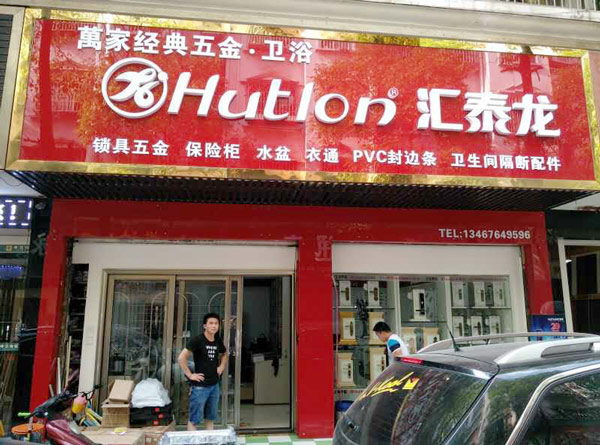 萬家经典五金·卫浴
Hutlon® 汇泰龙
锁具五金 保险柜 水盆 衣通 PVC封边条 卫生间隔断配件
TEL:13467649596